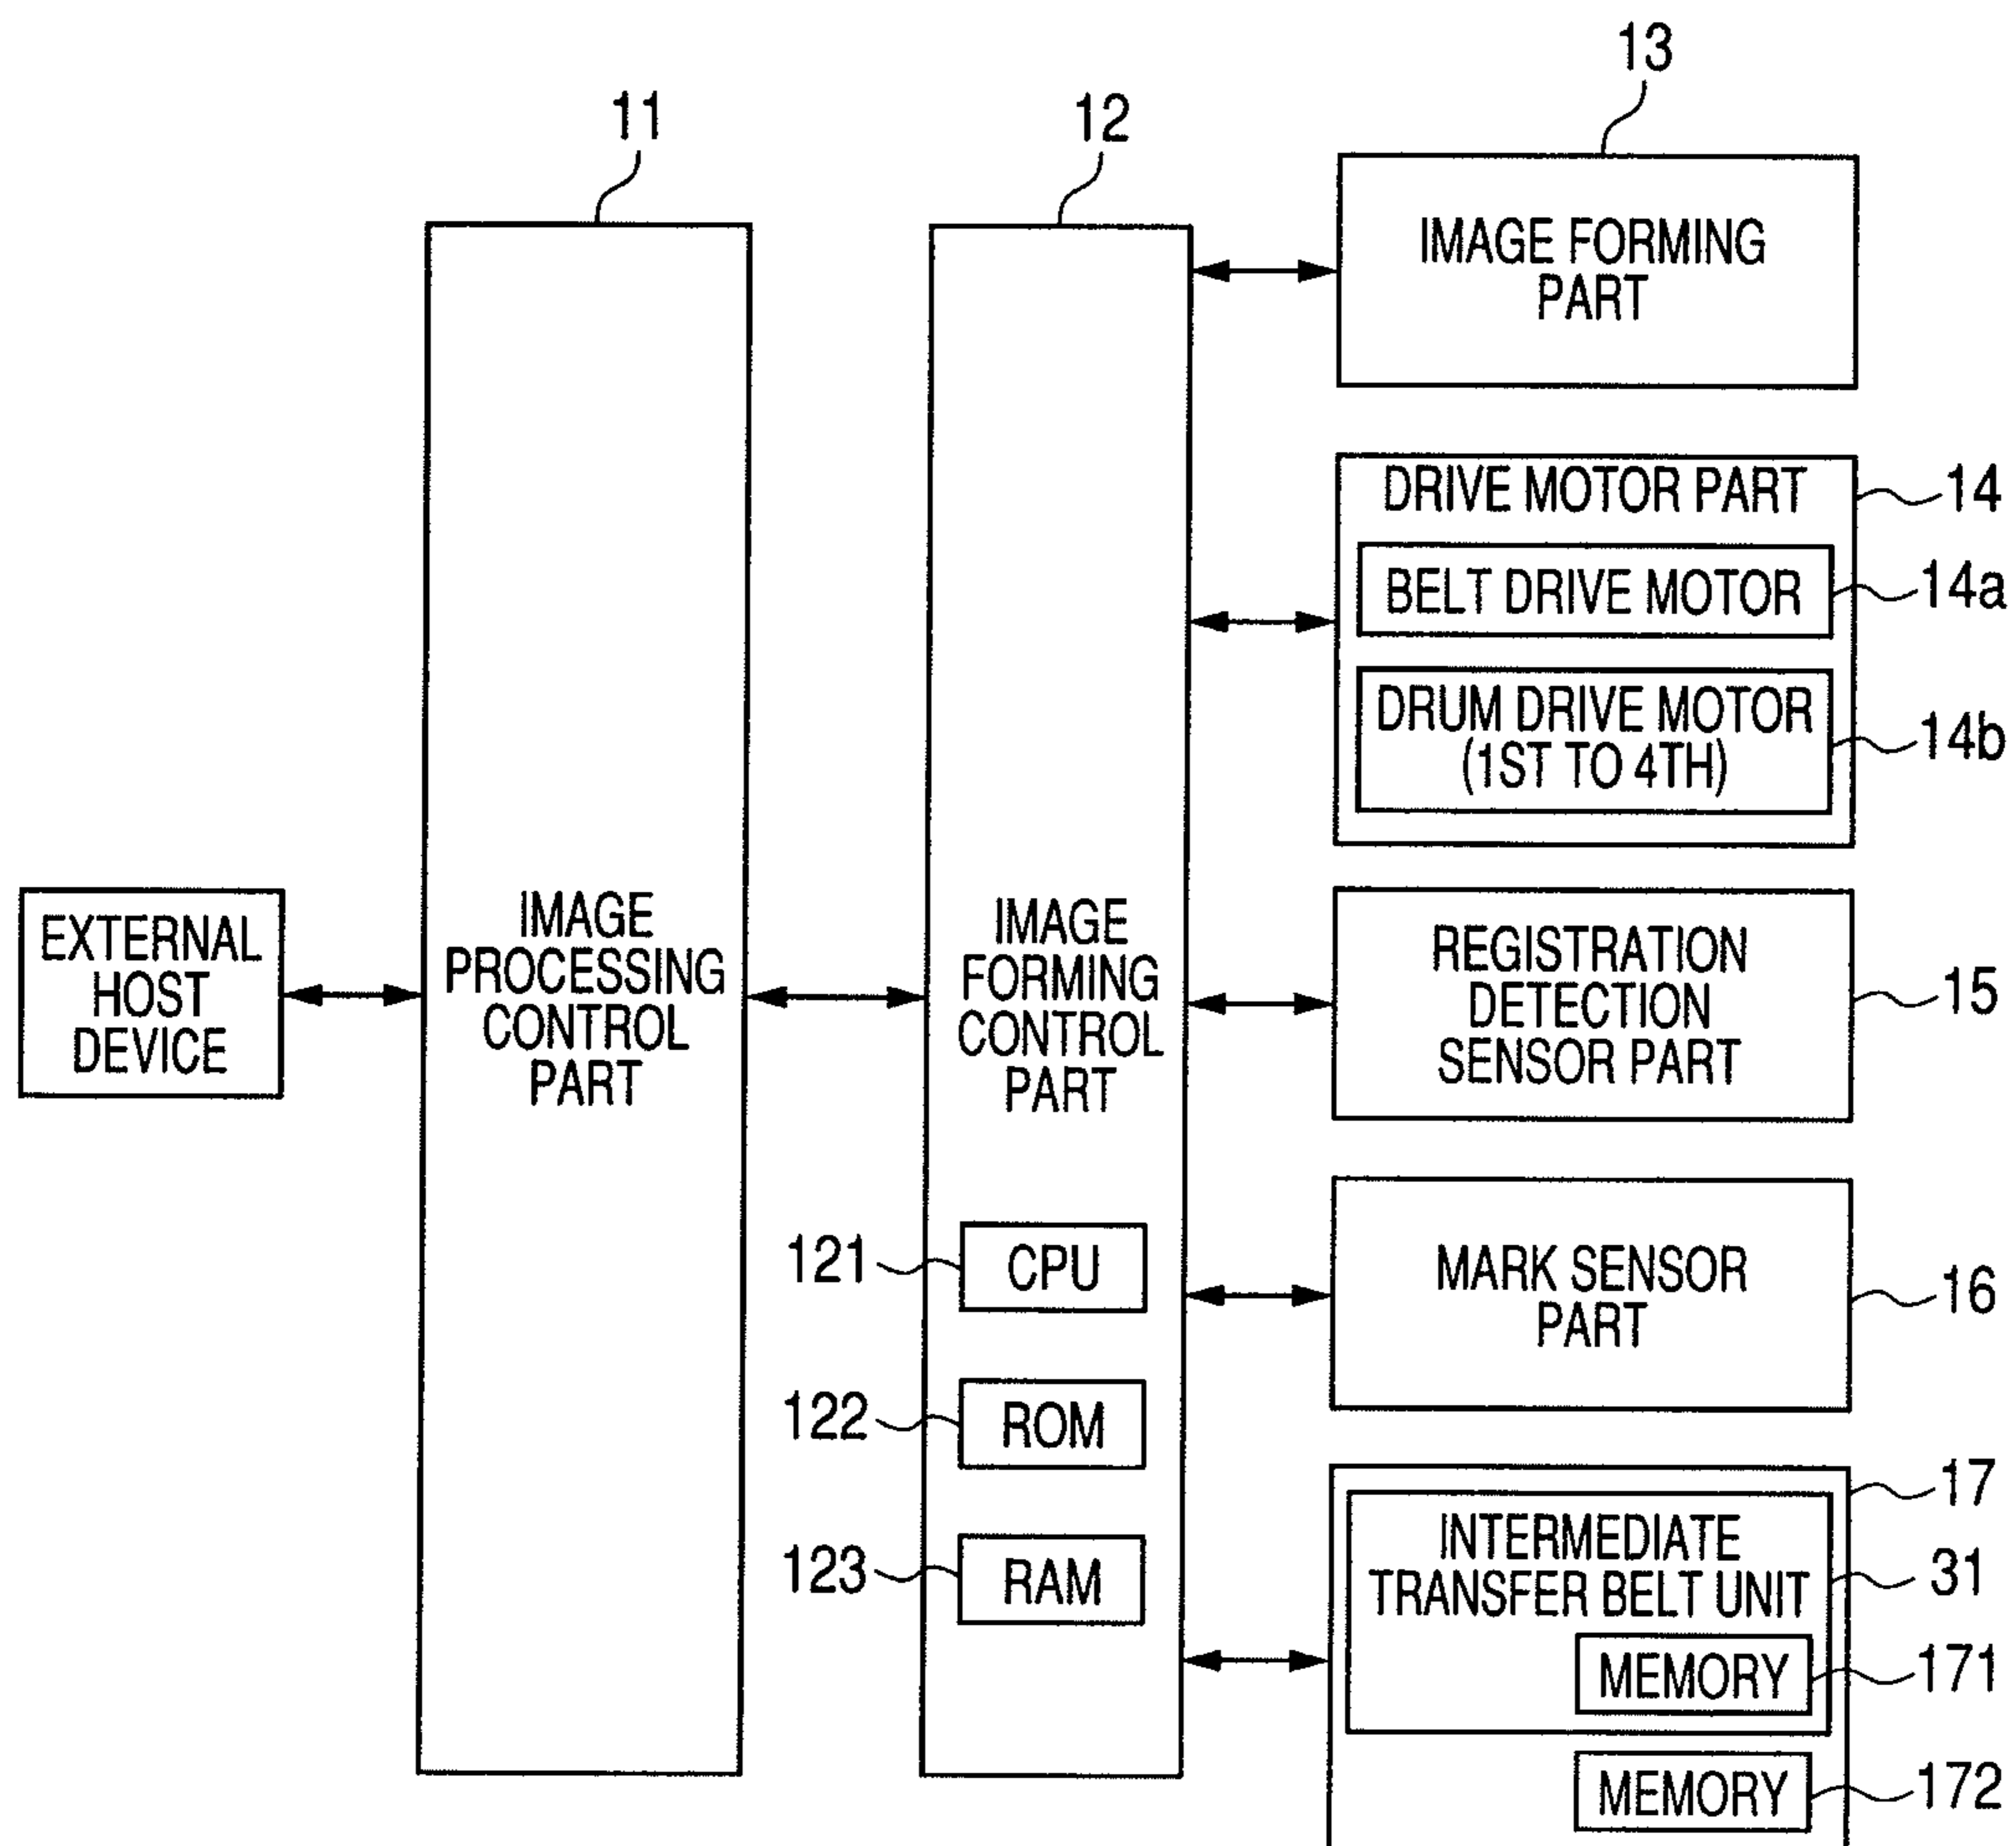 13
11
12
IMAGE FORMING
PART
DRIVE MOTOR PART
14
BELT DRIVE MOTOR
14a
DRUM DRIVE MOTOR
(1ST TO 4TH)
14b
EXTERNAL
HOST
DEVICE
IMAGE
PROCESSING
CONTROL
PART
IMAGE
FORMING
CONTROL
PART
REGISTRATION
DETECTION
SENSOR PART
15
121
CPU
MARK SENSOR
PART
16
122
ROM
17
123
RAM
INTERMEDIATE
TRANSFER BELT UNIT
31
MEMORY
171
MEMORY
172